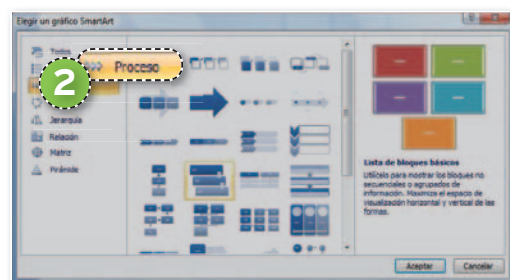 Elegir un gráfico SmartArt
Todos
2
Proceso
Jerarquía
Relación
Matriz
Pirámide
Lista de bloques básicos
Utilícelo para mostrar los bloques no
secuenciales o agrupados de
información. Maximiza el espacio de
visualización horizontal y vertical de las
formas.
Aceptar
Cancelar